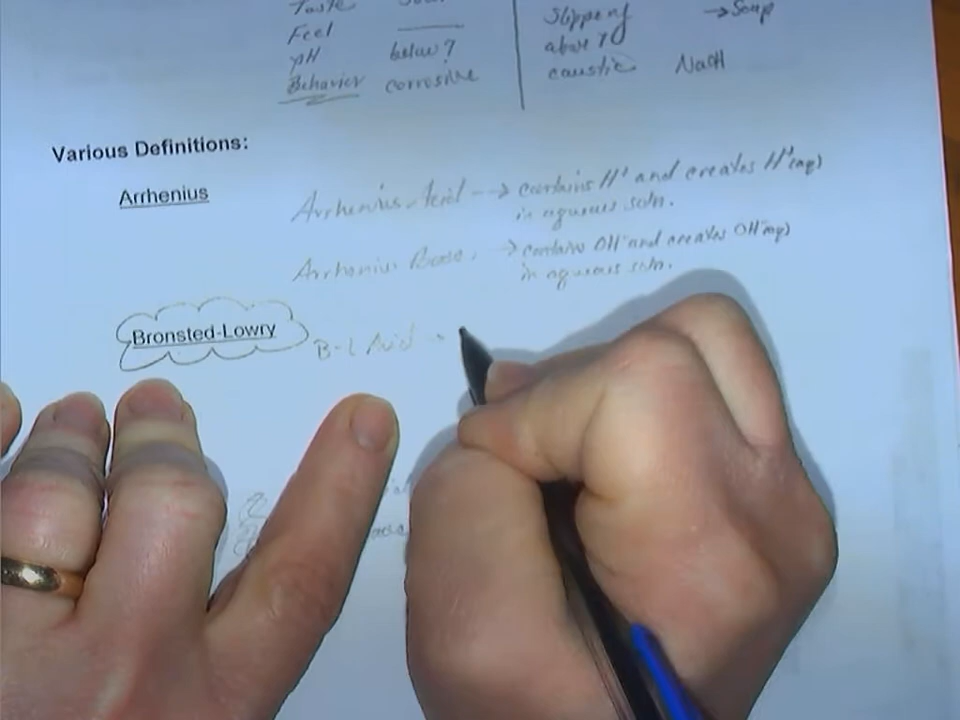 Taste
Feel
pH below 7
Behavior corrosive
Slippery → Soap
above 7
caustic NaOH
Various Definitions:
Arrhenius
Arrhenius Acid → contains H⁺ and creates H⁺(aq)
in aqueous soln.
Arrhenius Base → contains OH⁻ and creates OH⁻(aq)
in aqueous soln.
Bronsted-Lowry
B-L Acid